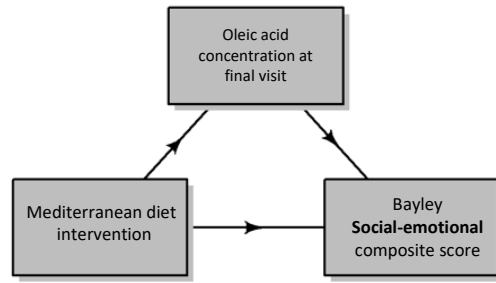 Oleic acid
concentration at
final visit
Mediterranean diet
intervention
Bayley
Social-emotional
composite score